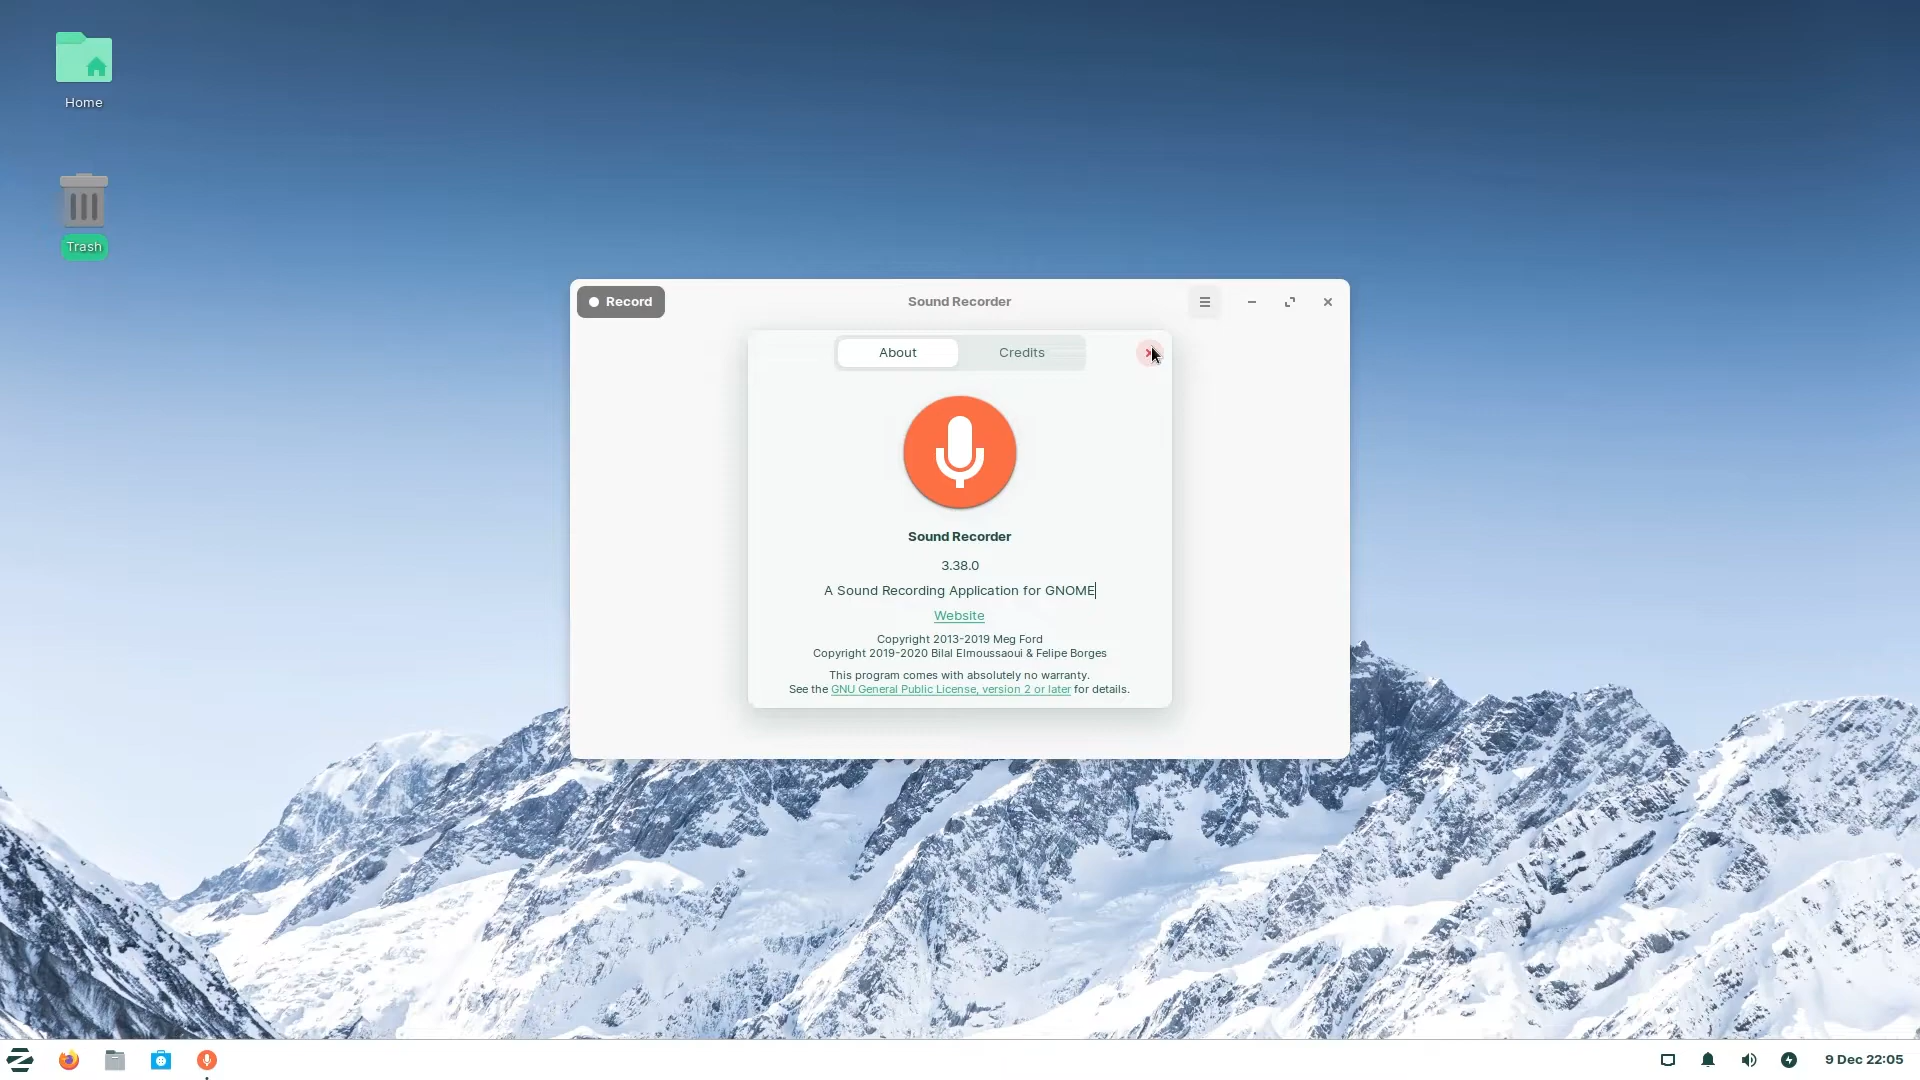 Home
Trash
Record
Sound Recorder
About
Credits
Sound Recorder
3.38.0
A Sound Recording Application for GNOME
Website
Copyright 2013-2019 Meg Ford
Copyright 2019-2020 Bilal Elmoussaoui & Felipe Borges
This program comes with absolutely no warranty.
See the GNU General Public License, version 2 or later for details.
9 Dec 22:05